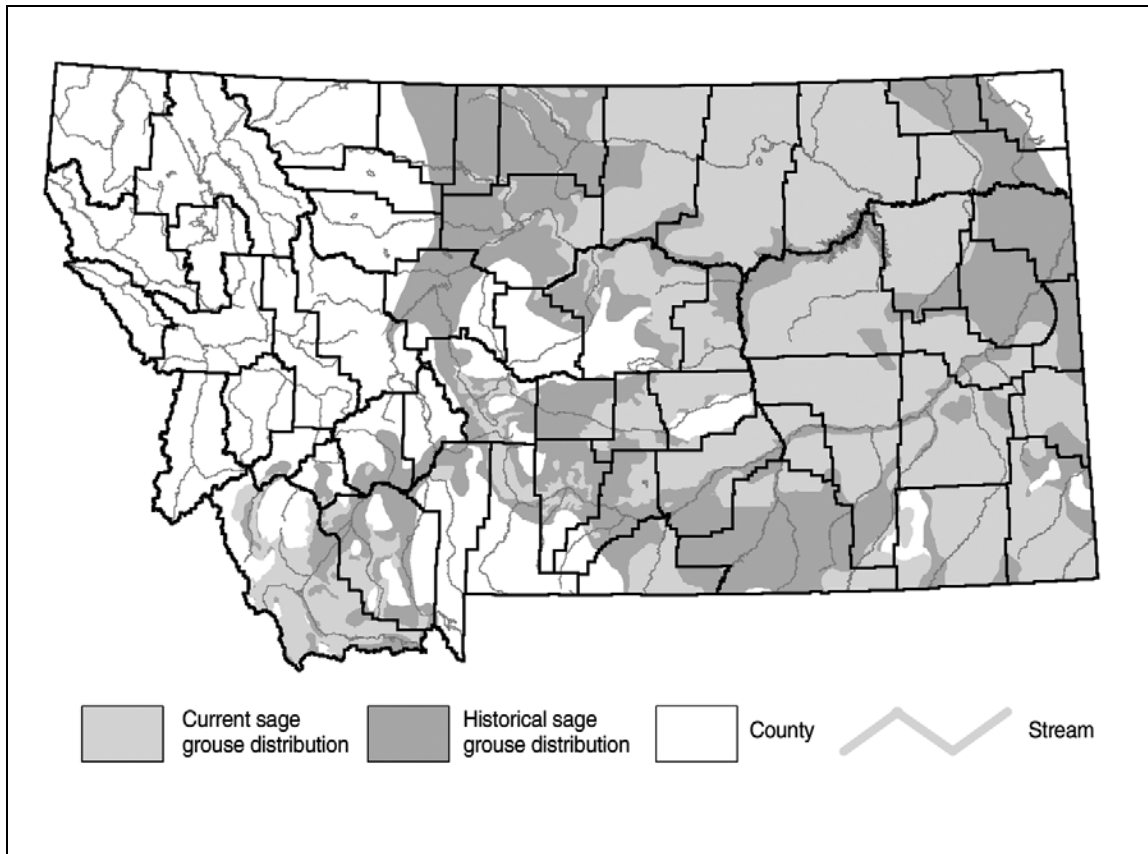 Current sage
grouse distribution
Historical sage
grouse distribution
County
Stream